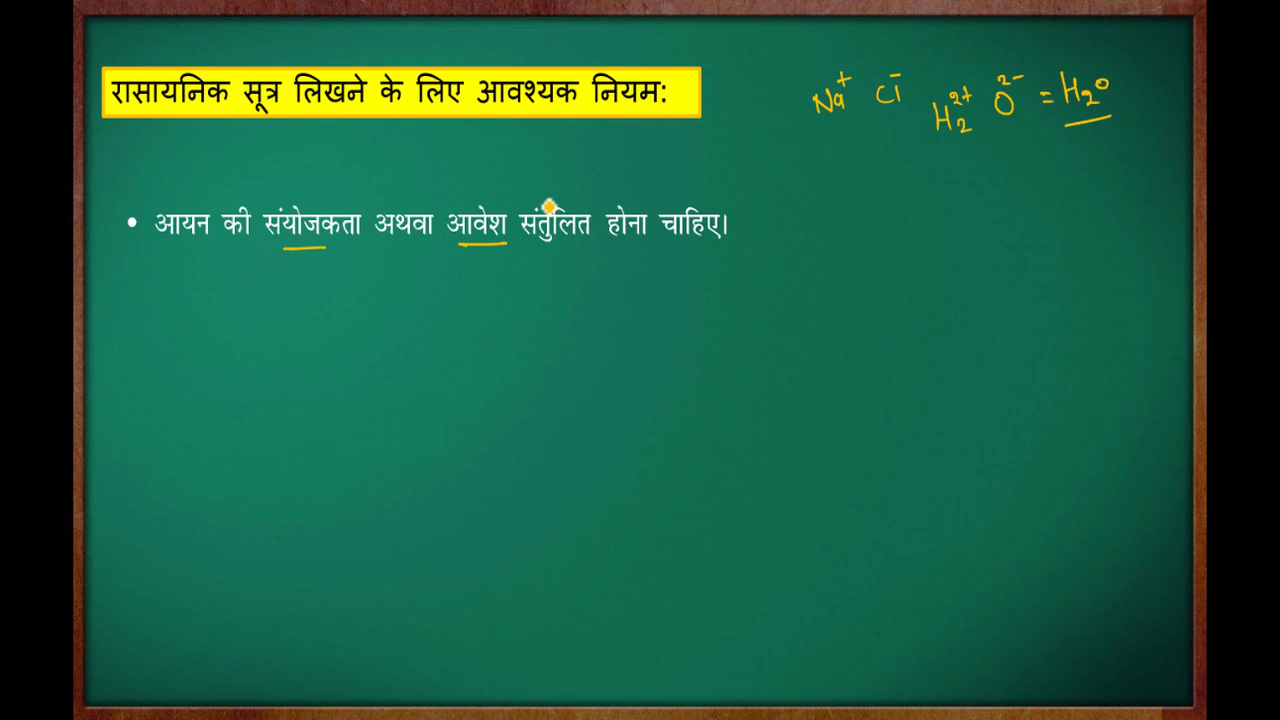 रासायनिक सूत्र लिखने के लिए आवश्यक नियम:
Na⁺ Cl⁻ H₂²⁺ O²⁻ = H₂O
• आयन की संयोजकता अथवा आवेश संतुलित होना चाहिए।